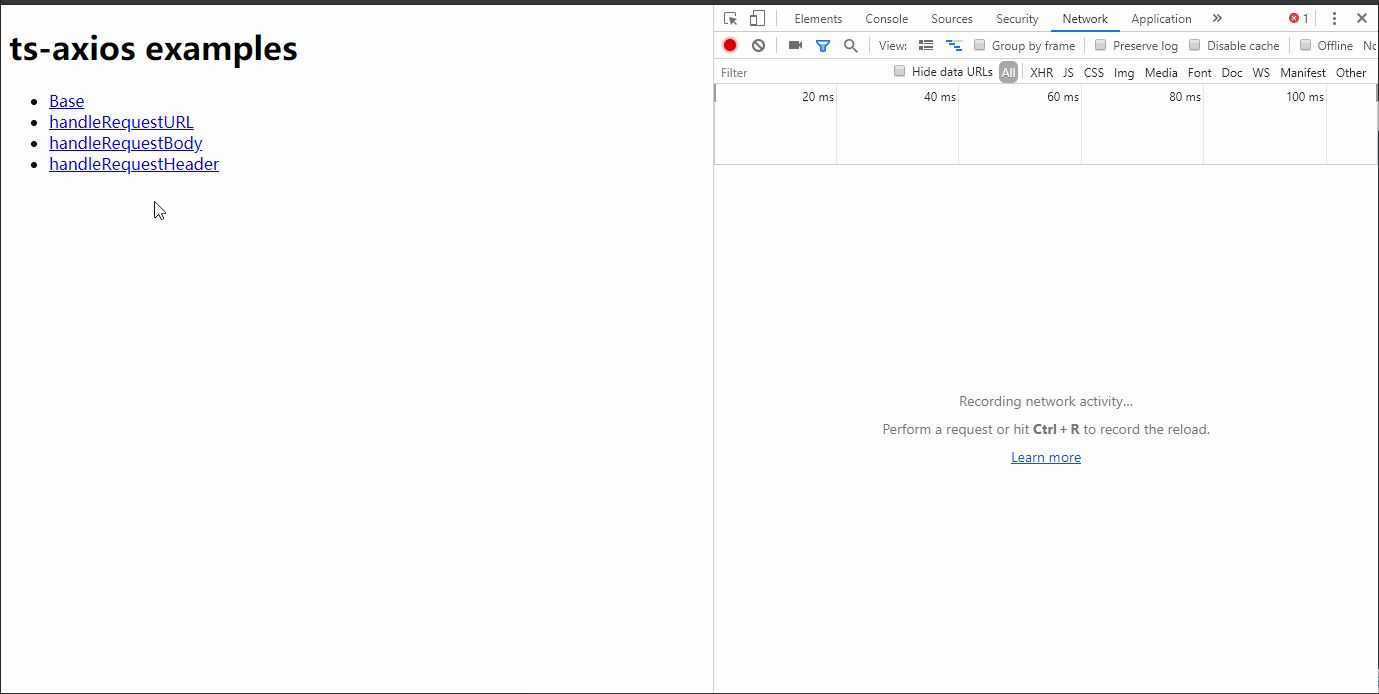 ts-axios examples
Base
handleRequestURL
handleRequestBody
handleRequestHeader
Elements Console Sources Security Network Application » 1
View: Group by frame Preserve log Disable cache Offline Nc
Filter Hide data URLs All XHR JS CSS Img Media Font Doc WS Manifest Other
20 ms 40 ms 60 ms 80 ms 100 ms
Recording network activity…
Perform a request or hit Ctrl + R to record the reload.
Learn more